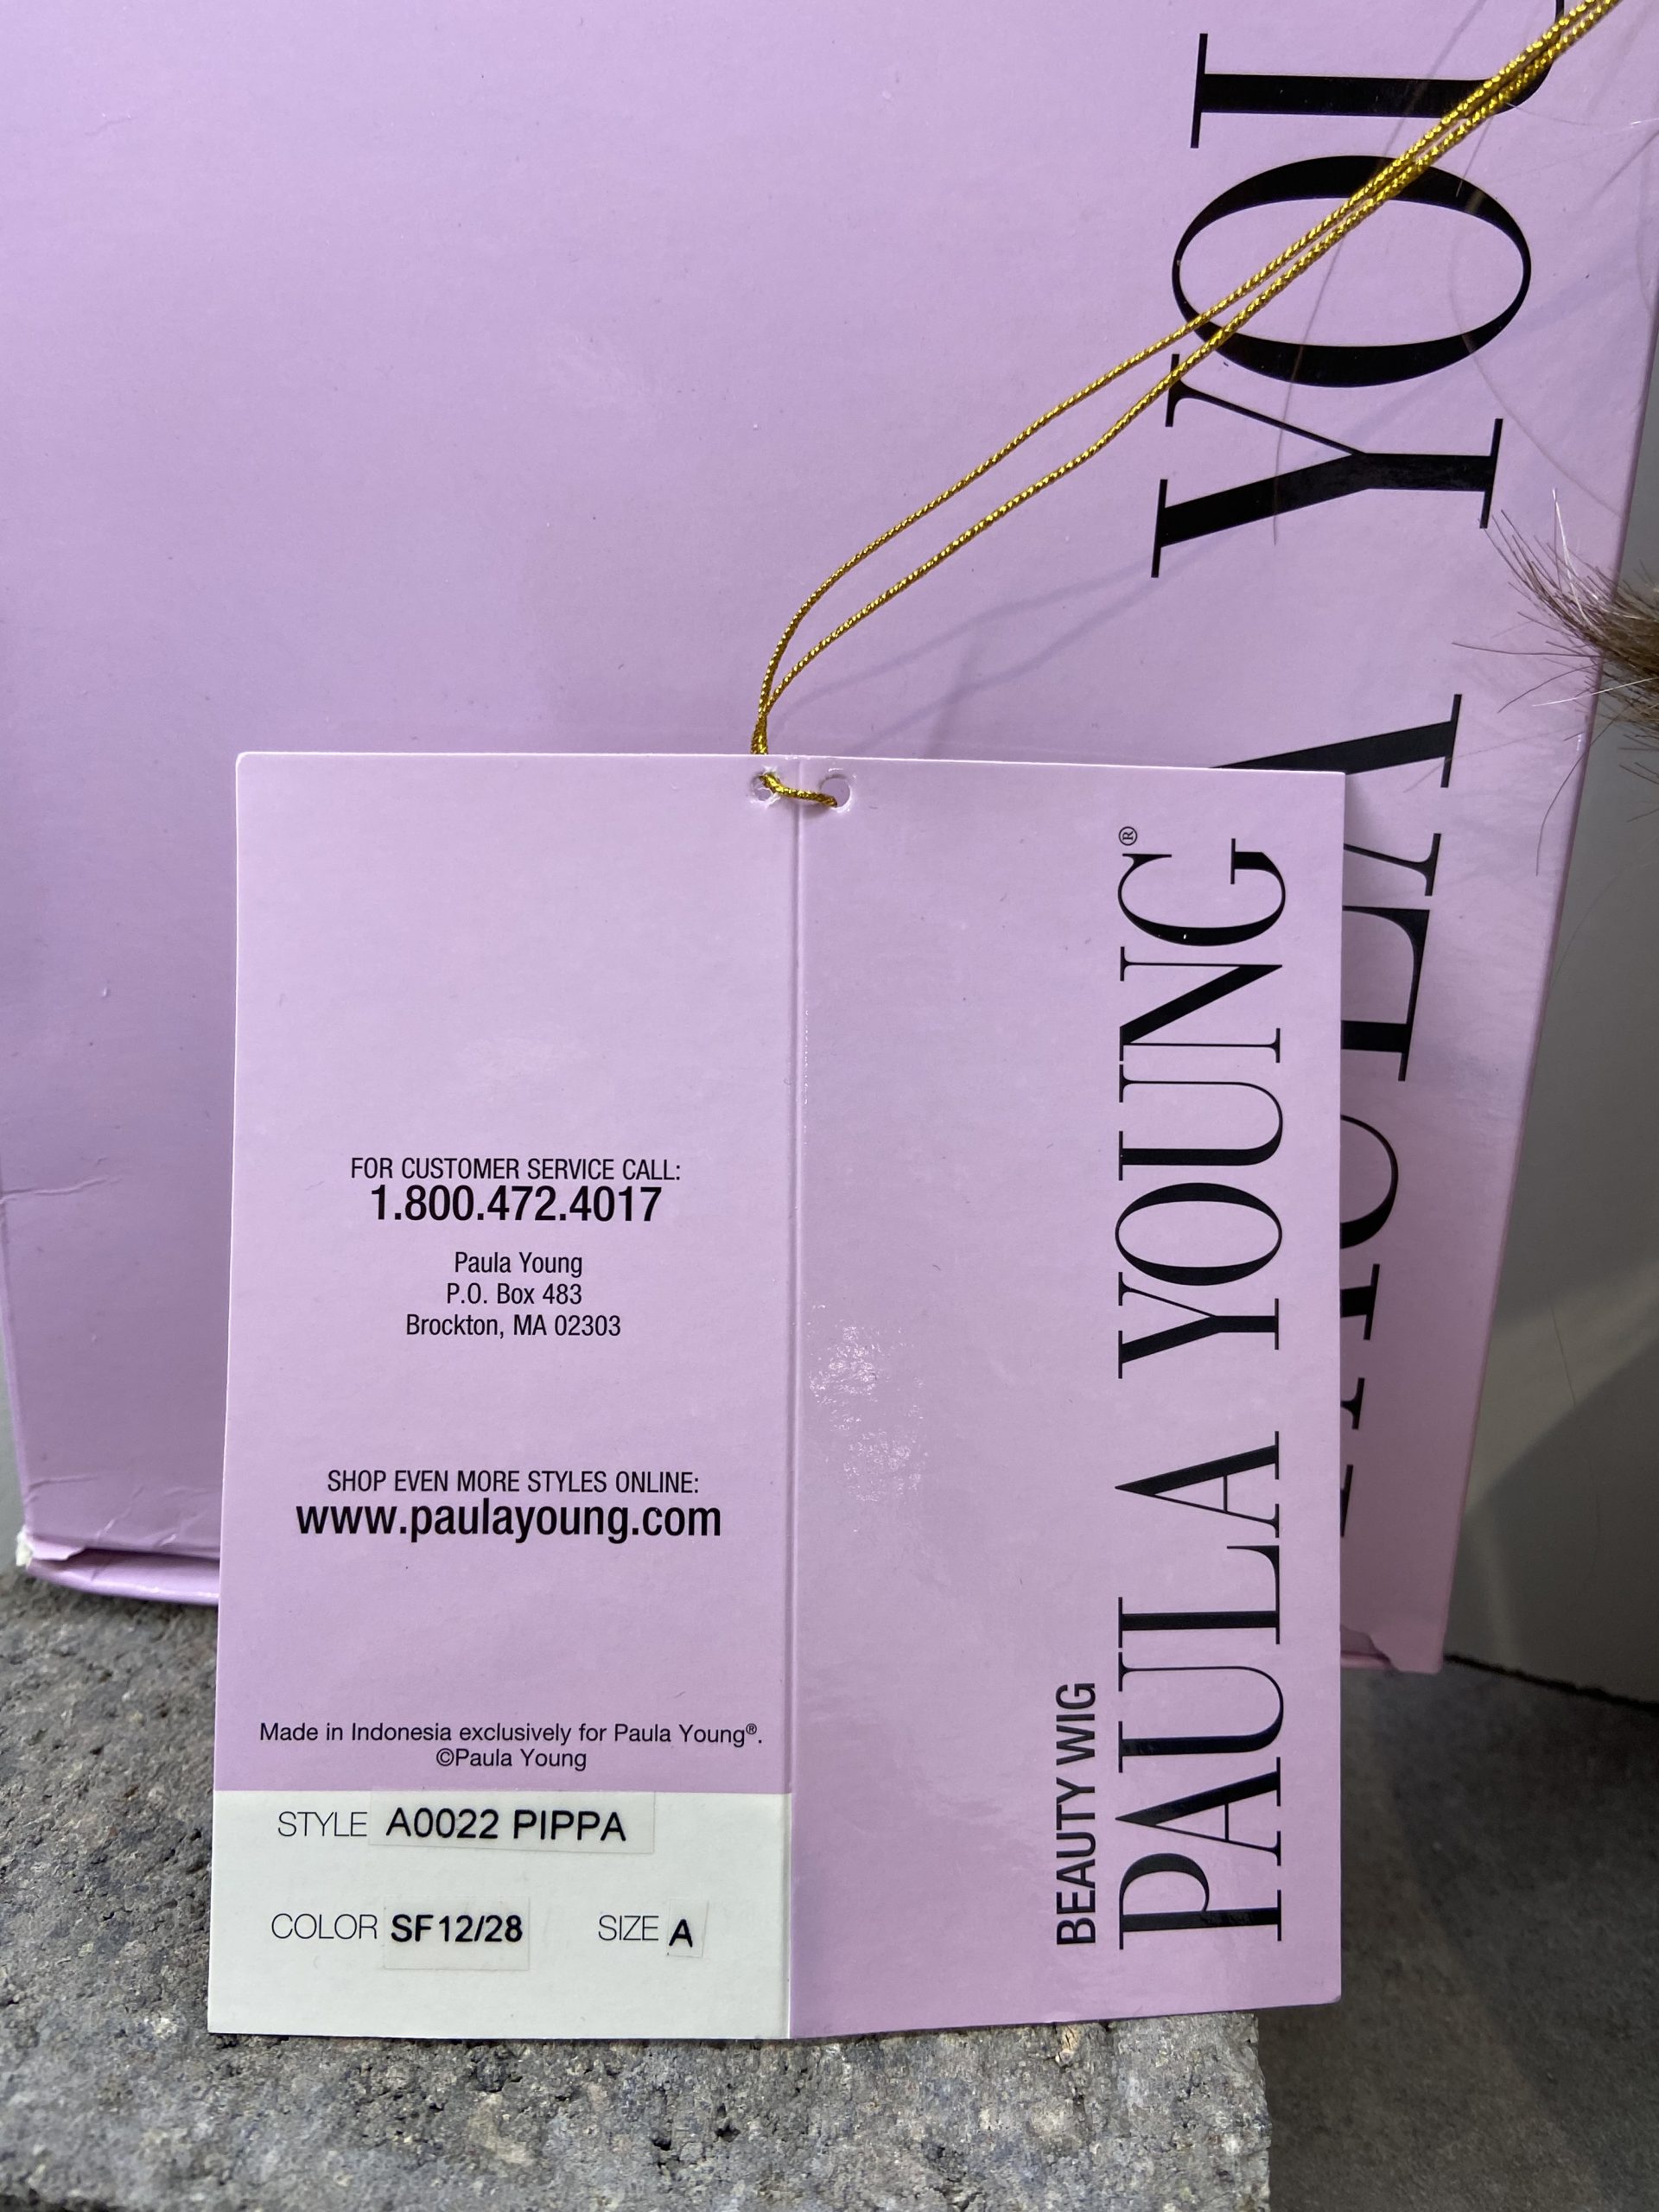 FOR CUSTOMER SERVICE CALL:
1.800.472.4017
Paula Young
P.O. Box 483
Brockton, MA 02303
SHOP EVEN MORE STYLES ONLINE:
www.paulayoung.com
Made in Indonesia exclusively for Paula Young®.
©Paula Young
STYLE A0022 PIPPA
COLOR SF12/28 SIZE A
BEAUTY WIG
PAULA YOUNG®